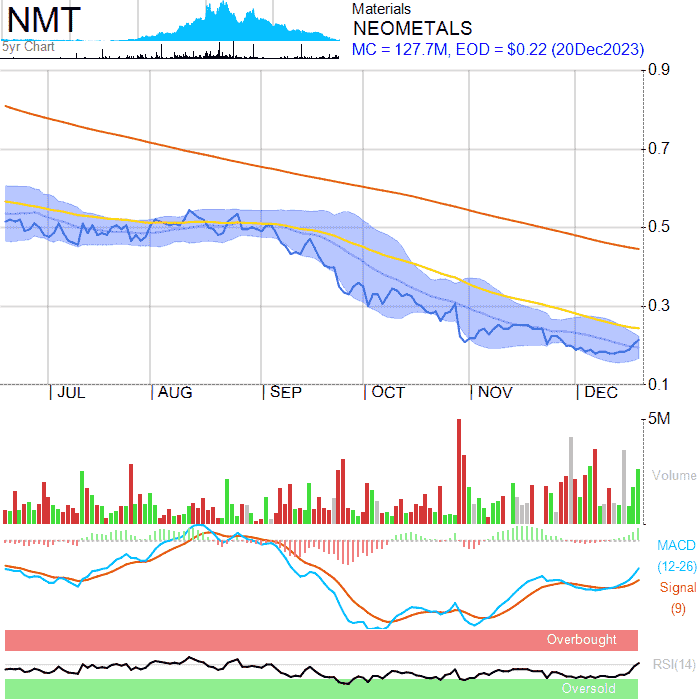 NMT
5yr Chart
Materials
NEOMETALS
MC = 127.7M, EOD = $0.22 (20Dec2023)
0.9
0.7
0.5
0.3
0.1
JUL AUG SEP OCT NOV DEC
5M
Volume
MACD
(12-26)
Signal
(9)
Overbought
RSI(14)
Oversold